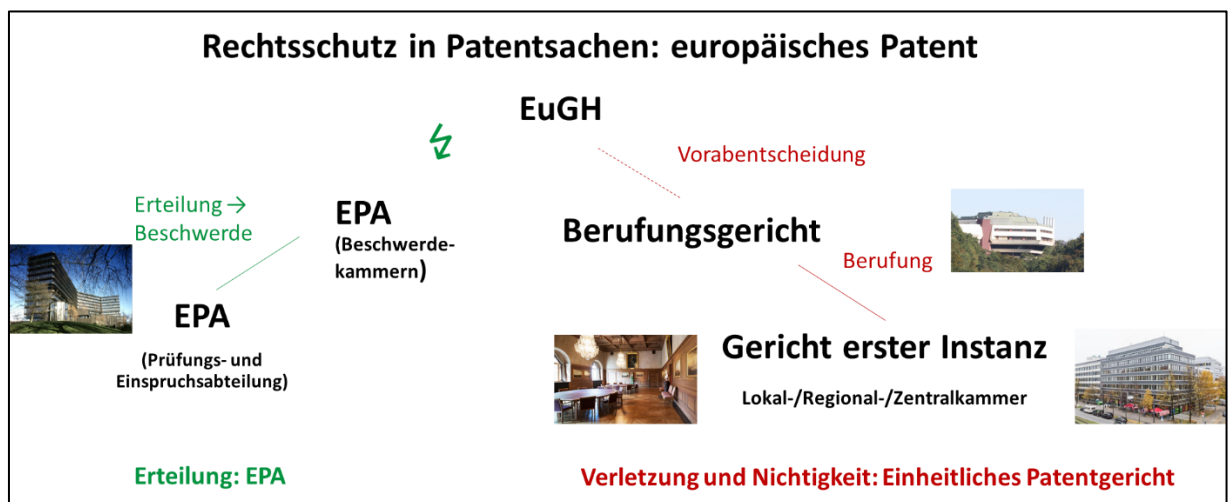 Rechtsschutz in Patentsachen: europäisches Patent
EuGH
Vorabentscheidung
Erteilung →
Beschwerde
EPA
(Beschwerde-
kammern)
Berufungsgericht
Berufung
EPA
(Prüfungs- und
Einspruchsabteilung)
Gericht erster Instanz
Lokal-/Regional-/Zentralkammer
Erteilung: EPA
Verletzung und Nichtigkeit: Einheitliches Patentgericht